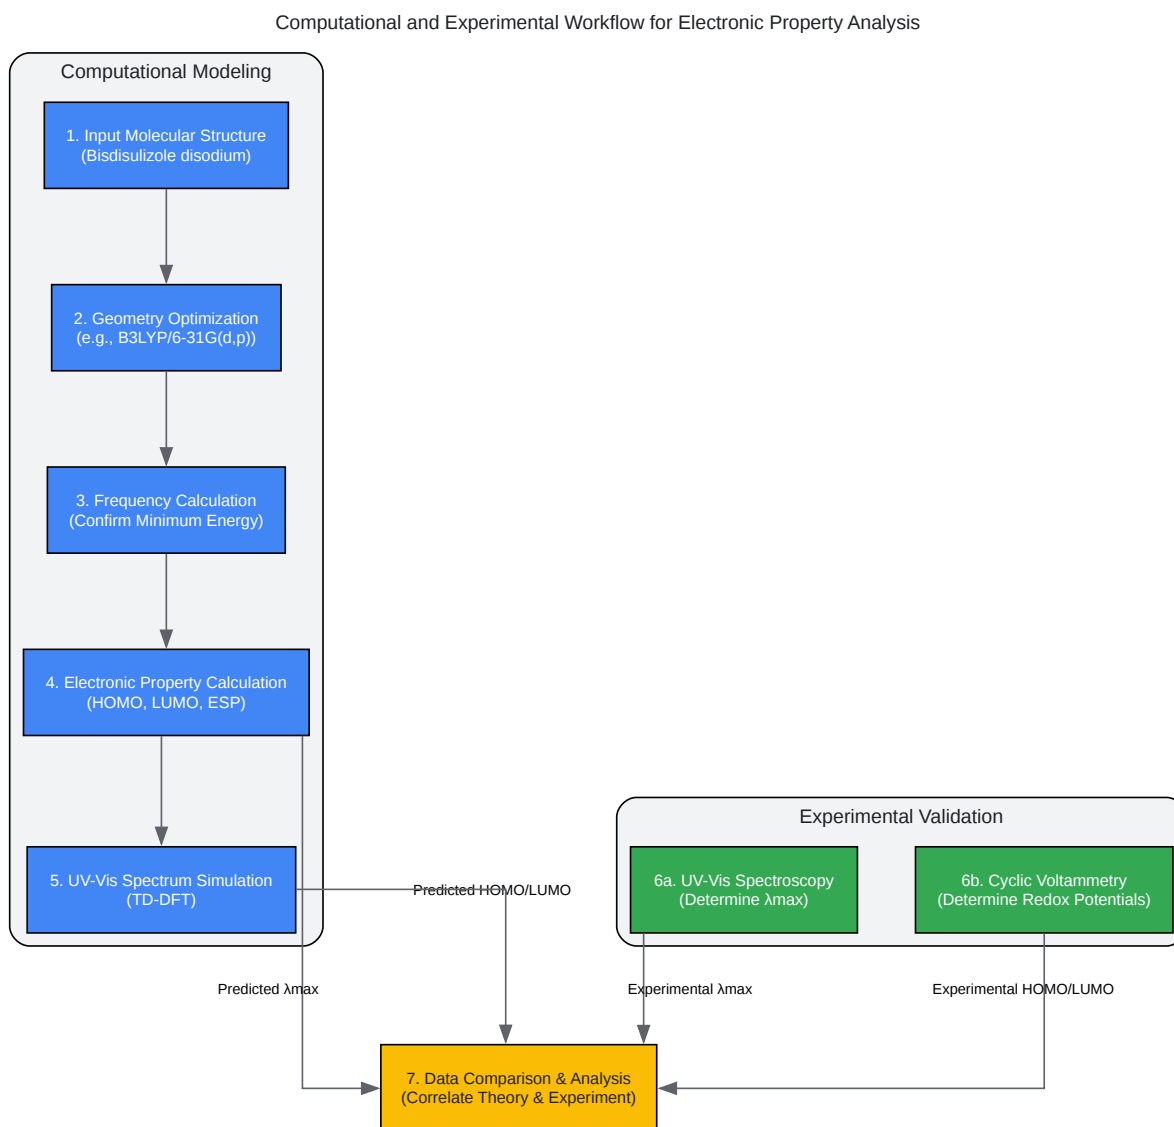 Computational and Experimental Workflow for Electronic Property Analysis
Computational Modeling
1. Input Molecular Structure
(Bisdisulizole disodium)
2. Geometry Optimization
(e.g., B3LYP/6-31G(d,p))
3. Frequency Calculation
(Confirm Minimum Energy)
4. Electronic Property Calculation
(HOMO, LUMO, ESP)
5. UV-Vis Spectrum Simulation
(TD-DFT)
Predicted HOMO/LUMO
Experimental Validation
6a. UV-Vis Spectroscopy
(Determine λmax)
6b. Cyclic Voltammetry
(Determine Redox Potentials)
Predicted λmax
Experimental λmax
Experimental HOMO/LUMO
7. Data Comparison & Analysis
(Correlate Theory & Experiment)